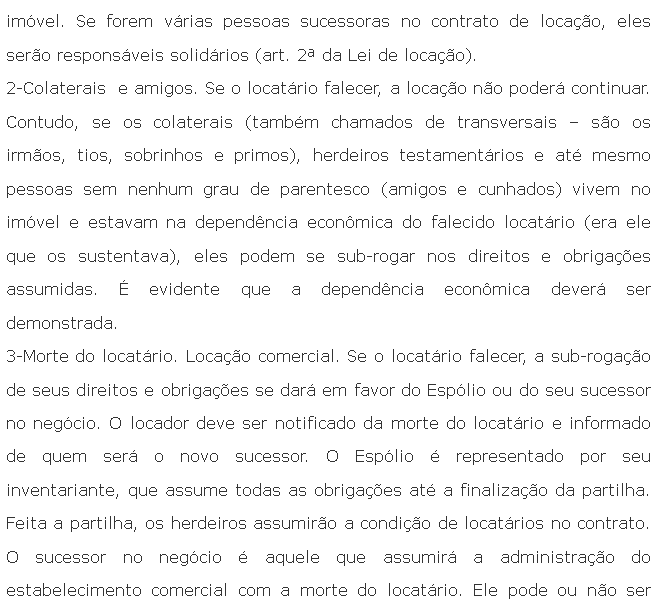 imóvel. Se forem várias pessoas sucessoras no contrato de locação, eles
serão responsáveis solidários (art. 2ª da Lei de locação).
2-Colaterais  e amigos. Se o locatário falecer, a locação não poderá continuar.
Contudo, se os colaterais (também chamados de transversais – são os
irmãos, tios, sobrinhos e primos), herdeiros testamentários e até mesmo
pessoas sem nenhum grau de parentesco (amigos e cunhados) vivem no
imóvel e estavam na dependência econômica do falecido locatário (era ele
que os sustentava), eles podem se sub-rogar nos direitos e obrigações
assumidas. É evidente que a dependência econômica deverá ser
demonstrada.
3-Morte do locatário. Locação comercial. Se o locatário falecer, a sub-rogação
de seus direitos e obrigações se dará em favor do Espólio ou do seu sucessor
no negócio. O locador deve ser notificado da morte do locatário e informado
de quem será o novo sucessor. O Espólio é representado por seu
inventariante, que assume todas as obrigações até a finalização da partilha.
Feita a partilha, os herdeiros assumirão a condição de locatários no contrato.
O sucessor no negócio é aquele que assumirá a administração do
estabelecimento comercial com a morte do locatário. Ele pode ou não ser